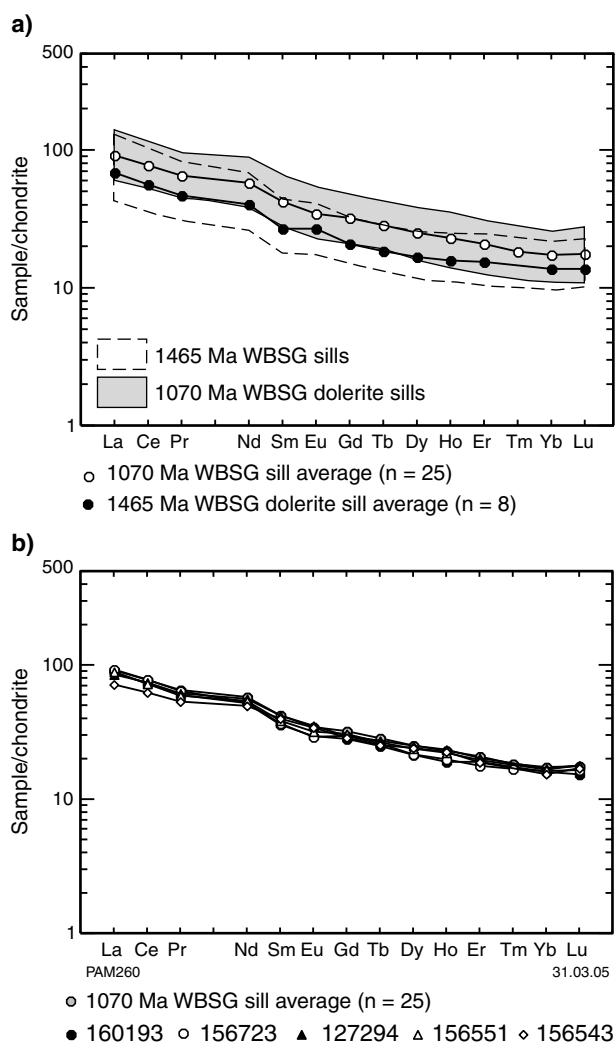 a)
500
100
10
1
Sample/chondrite
1465 Ma WBSG sills
1070 Ma WBSG dolerite sills
La Ce Pr Nd Sm Eu Gd Tb Dy Ho Er Tm Yb Lu
1070 Ma WBSG sill average (n = 25)
1465 Ma WBSG dolerite sill average (n = 8)
b)
500
100
10
1
Sample/chondrite
La Ce Pr Nd Sm Eu Gd Tb Dy Ho Er Tm Yb Lu
PAM260 31.03.05
1070 Ma WBSG sill average (n = 25)
160193 156723 127294 156551 156543